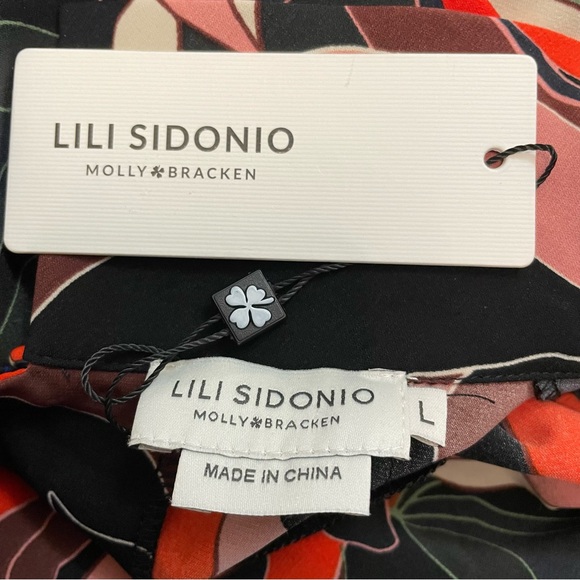 LILI SIDONIO
MOLLY☘BRACKEN
LILI SIDONIO
MOLLY☘BRACKEN
L
MADE IN CHINA